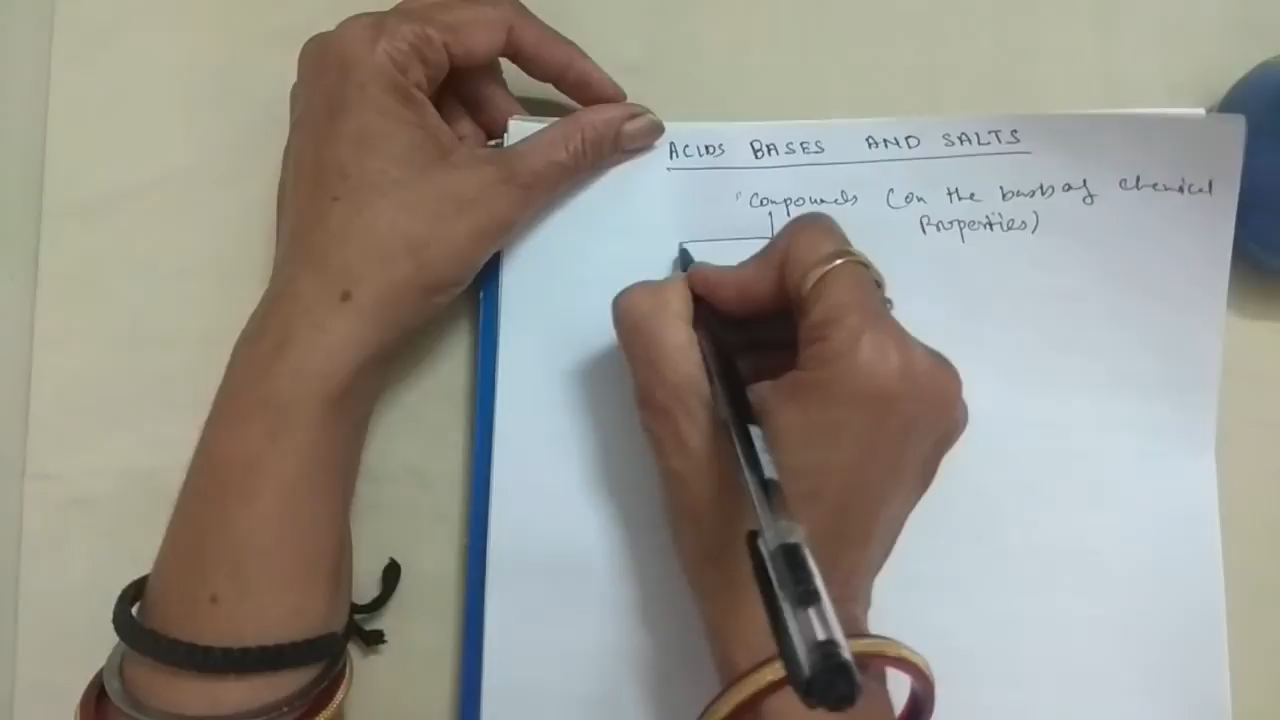 ACIDS BASES AND SALTS
Compounds (on the basis of chemical
Properties)